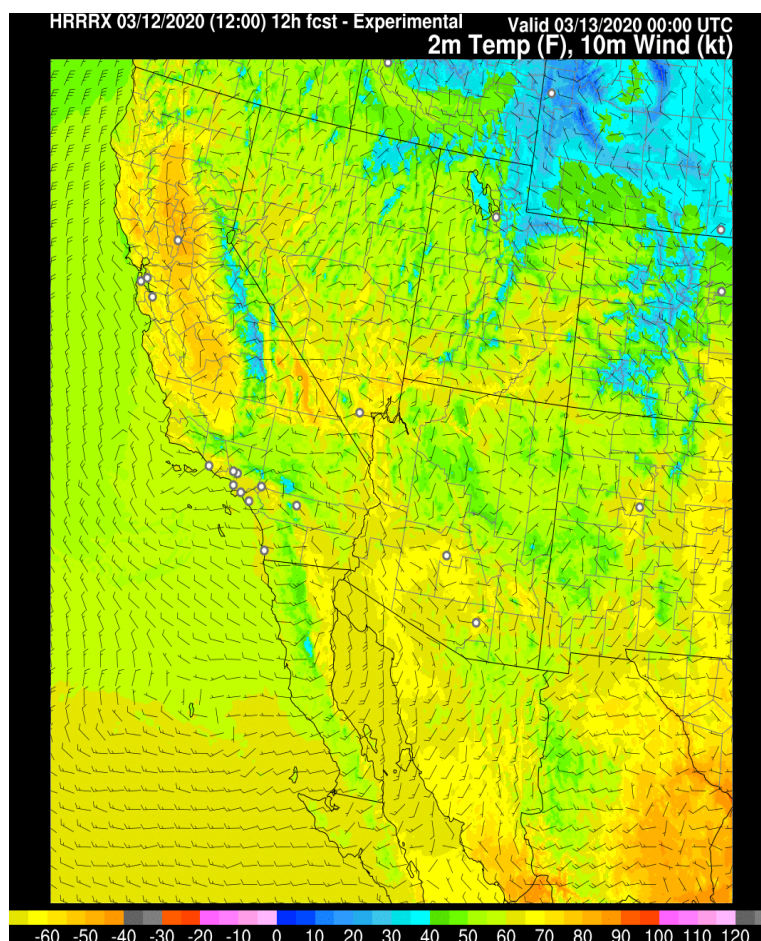 HRRRX 03/12/2020 (12:00) 12h fcst - Experimental Valid 03/13/2020 00:00 UTC
2m Temp (F), 10m Wind (kt)
-60 -50 -40 -30 -20 -10 0 10 20 30 40 50 60 70 80 90 100 110 120